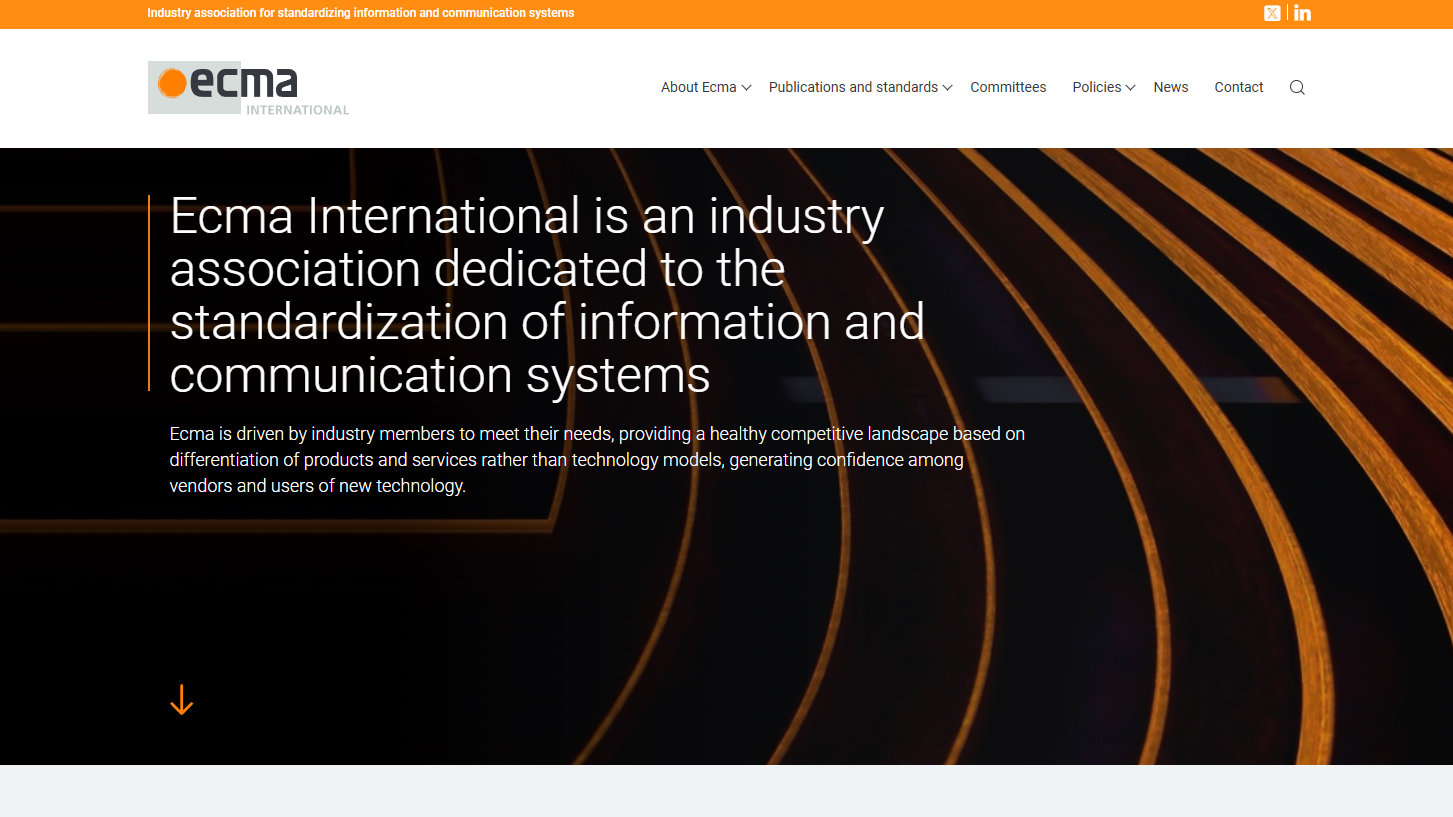 Industry association for standardizing information and communication systems
in
ecma
INTERNATIONAL
About Ecma
Publications and standards
Committees
Policies
News
Contact
Ecma International is an industry
association dedicated to the
standardization of information and
communication systems
Ecma is driven by industry members to meet their needs, providing a healthy competitive landscape based on
differentiation of products and services rather than technology models, generating confidence among
vendors and users of new technology.